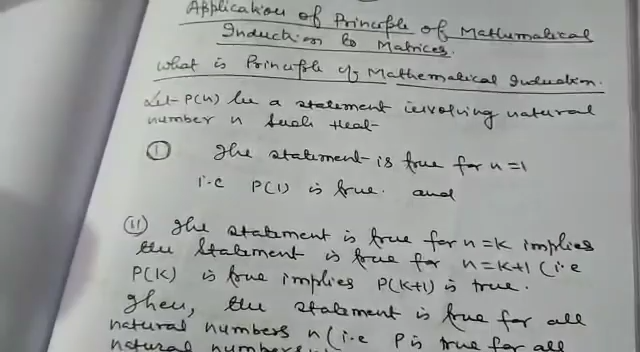 Application of Principle of Mathematical
Induction to Matrices.
What is Principle of Mathematical Induction.
Let P(n) be a statement involving natural
number n such that
(I) The statement is true for n=1
i.e P(1) is true. and
(II) The statement is true for n=k implies
the statement is true for n=k+1 (i.e
P(k) is true implies P(k+1) is true.
Then, the statement is true for all
natural numbers n (i.e P is true for all
natural numbers